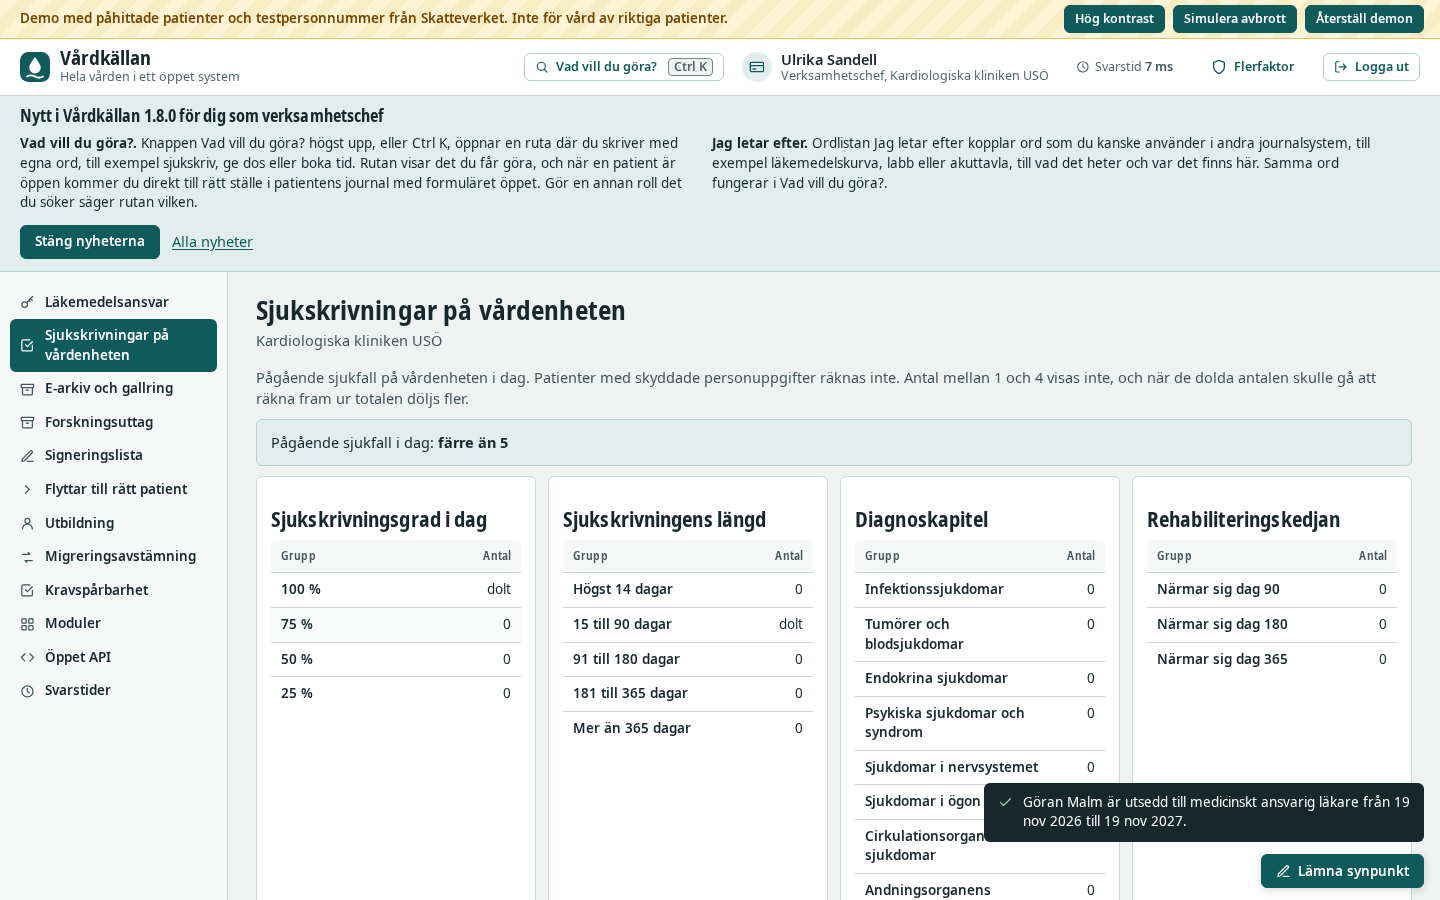 Demo med påhittade patienter och testpersonnummer från Skatteverket. Inte för vård av riktiga patienter.
Hög kontrast
Simulera avbrott
Återställ demon
Vårdkällan
Hela vården i ett öppet system
Vad vill du göra? Ctrl K
Ulrika Sandell
Verksamhetschef, Kardiologiska kliniken USÖ
Svarstid 7 ms
Flerfaktor
Logga ut
Nytt i Vårdkällan 1.8.0 för dig som verksamhetschef
Vad vill du göra?. Knappen Vad vill du göra? högst upp, eller Ctrl K, öppnar en ruta där du skriver med
egna ord, till exempel sjukskriv, ge dos eller boka tid. Rutan visar det du får göra, och när en patient är
öppen kommer du direkt till rätt ställe i patientens journal med formuläret öppet. Gör en annan roll det
du söker säger rutan vilken.
Jag letar efter. Ordlistan Jag letar efter kopplar ord som du kanske använder i andra journalsystem, till
exempel läkemedelskurva, labb eller akuttavla, till vad det heter och var det finns här. Samma ord
fungerar i Vad vill du göra?.
Stäng nyheterna
Alla nyheter
Läkemedelsansvar
Sjukskrivningar på
vårdenheten
E-arkiv och gallring
Forskningsuttag
Signeringslista
Flyttar till rätt patient
Utbildning
Migreringsavstämning
Kravspårbarhet
Moduler
Öppet API
Svarstider
Sjukskrivningar på vårdenheten
Kardiologiska kliniken USÖ
Pågående sjukfall på vårdenheten i dag. Patienter med skyddade personuppgifter räknas inte. Antal mellan 1 och 4 visas inte, och när de dolda antalen skulle gå att
räkna fram ur totalen döljs fler.
Pågående sjukfall i dag: färre än 5
Sjukskrivningsgrad i dag
Grupp Antal
100 % dolt
75 % 0
50 % 0
25 % 0
Sjukskrivningens längd
Grupp Antal
Högst 14 dagar 0
15 till 90 dagar dolt
91 till 180 dagar 0
181 till 365 dagar 0
Mer än 365 dagar 0
Diagnoskapitel
Grupp Antal
Infektionssjukdomar 0
Tumörer och 0
blodsjukdomar
Endokrina sjukdomar 0
Psykiska sjukdomar och 0
syndrom
Sjukdomar i nervsystemet 0
Sjukdomar i ögon
Cirkulationsorgan
sjukdomar
Andningsorganens 0
Rehabiliteringskedjan
Grupp Antal
Närmar sig dag 90 0
Närmar sig dag 180 0
Närmar sig dag 365 0
Göran Malm är utsedd till medicinskt ansvarig läkare från 19
nov 2026 till 19 nov 2027.
Lämna synpunkt